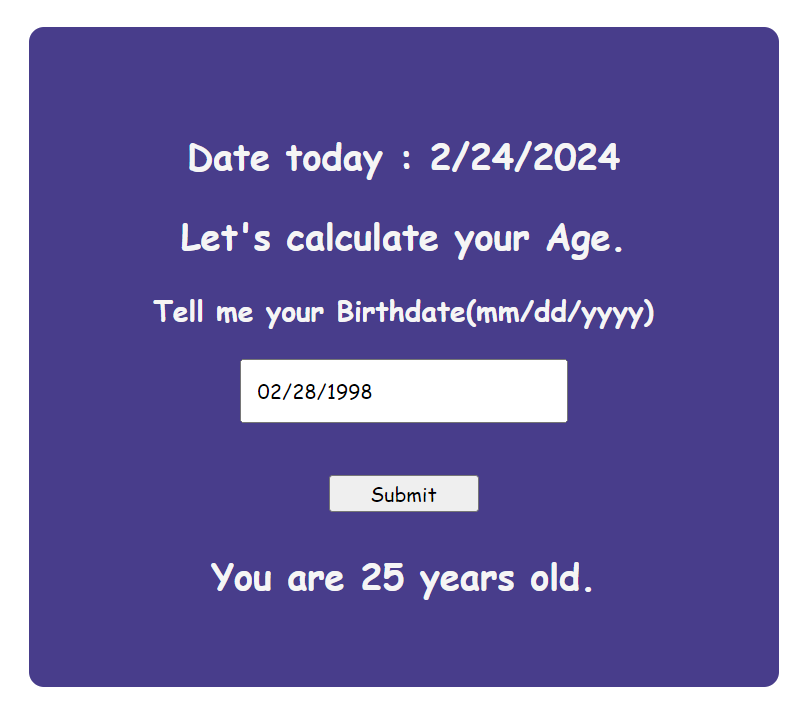 Date today : 2/24/2024
Let's calculate your Age.
Tell me your Birthdate(mm/dd/yyyy)
02/28/1998
Submit
You are 25 years old.